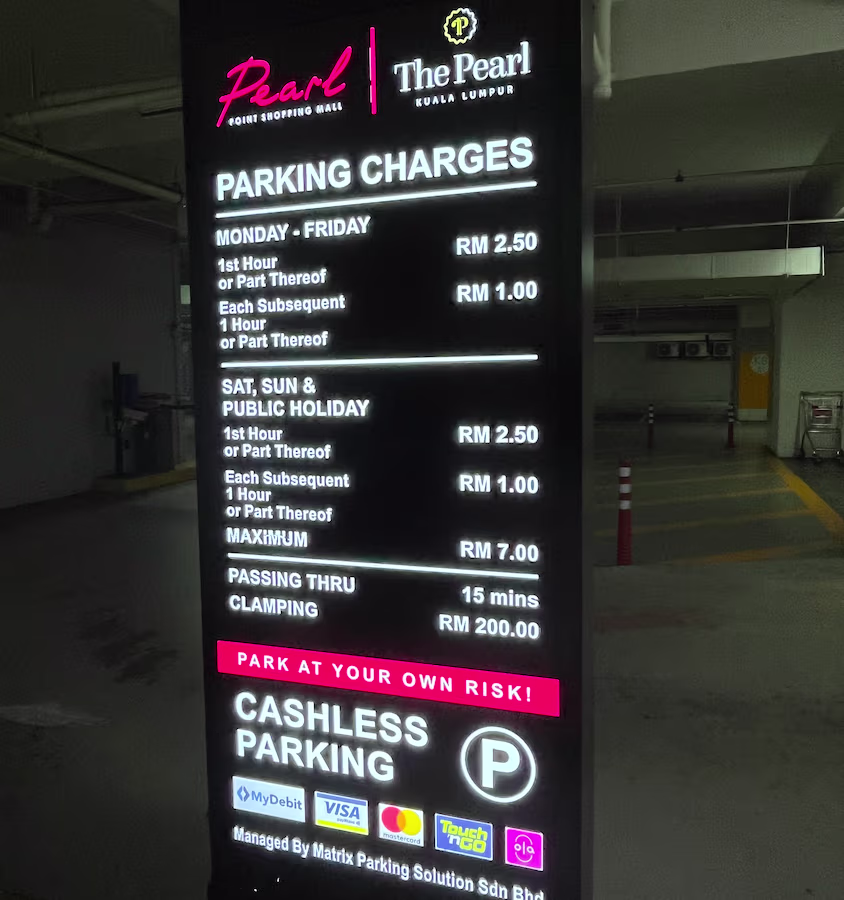 Pearl
POINT SHOPPING MALL
P
The Pearl
KUALA LUMPUR
PARKING CHARGES
MONDAY - FRIDAY
1st Hour
or Part Thereof
RM 2.50
Each Subsequent
1 Hour
or Part Thereof
RM 1.00
SAT, SUN &
PUBLIC HOLIDAY
1st Hour
or Part Thereof
RM 2.50
Each Subsequent
1 Hour
or Part Thereof
RM 1.00
MAXIMUM
RM 7.00
PASSING THRU
15 mins
CLAMPING
RM 200.00
PARK AT YOUR OWN RISK!
CASHLESS
PARKING
P
MyDebit
VISA
mastercard
Touch
'nGO
ola
Managed By Matrix Parking Solution Sdn Bhd